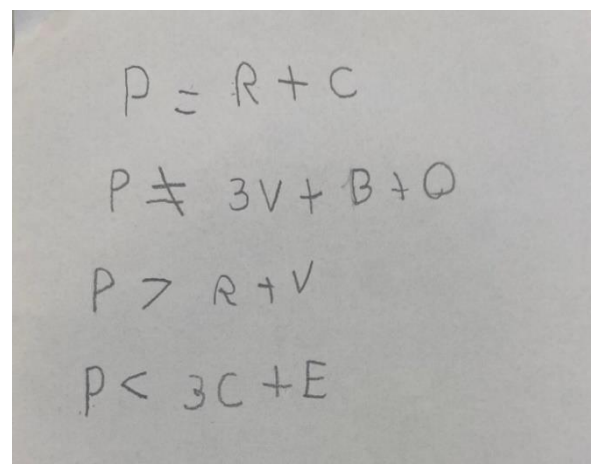 P = R + C
P ≠ 3V + B + O
P > R + V
P < 3C + E